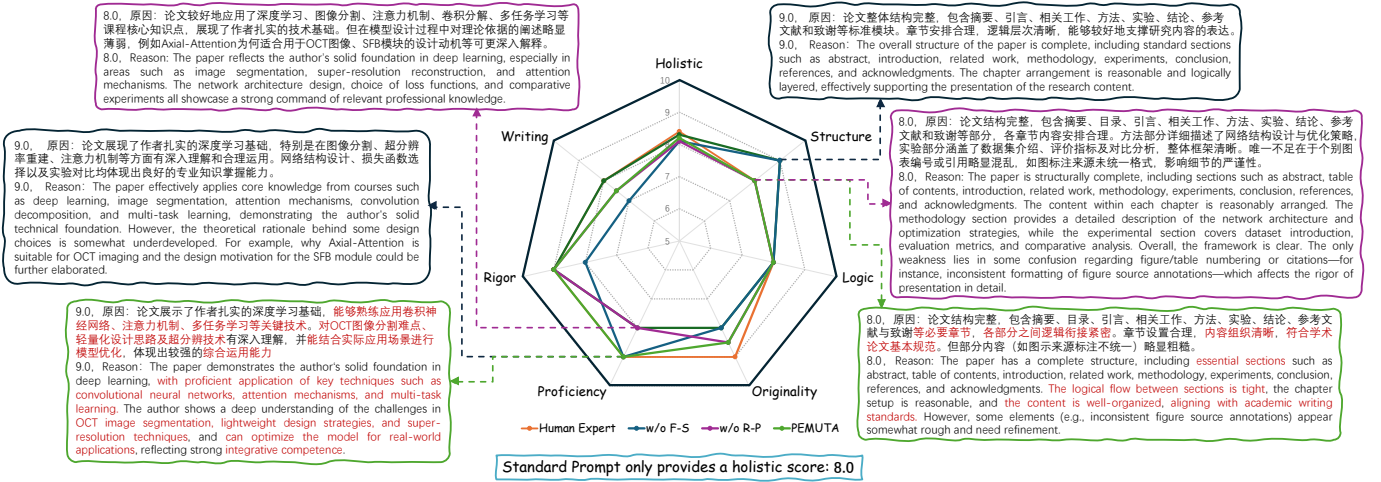 8.0, 原因：论文较好地应用了深度学习、图像分割、注意力机制、卷积分解、多任务学习等
课程核心知识点，展现了作者扎实的技术基础。但在模型设计过程中对理论依据的阐述略显
薄弱，例如Axial-Attention为何适合用于OCT图像、SFB模块的设计动机等可更深入解释。
8.0, Reason: The paper reflects the author's solid foundation in deep learning, especially in
areas such as image segmentation, super-resolution reconstruction, and attention
mechanisms. The network architecture design, choice of loss functions, and comparative
experiments all showcase a strong command of relevant professional knowledge.
9.0, 原因：论文整体结构完整，包含摘要、引言、相关工作、方法、实验、结论、参考
文献和致谢等标准模块。章节安排合理，逻辑层次清晰，能够较好地支撑研究内容的表达。
9.0, Reason: The overall structure of the paper is complete, including standard sections
such as abstract, introduction, related work, methodology, experiments, conclusion,
references, and acknowledgments. The chapter arrangement is reasonable and logically
layered, effectively supporting the presentation of the research content.
9.0, 原因：论文展现了作者扎实的深度学习基础，特别是在图像分割、超分辨
率重建、注意力机制等方面有深入理解和合理运用。网络结构设计、损失函数选
择以及实验对比均体现出良好的专业知识掌握能力。
9.0, Reason: The paper effectively applies core knowledge from courses such
as deep learning, image segmentation, attention mechanisms, convolution
decomposition, and multi-task learning, demonstrating the author's solid
technical foundation. However, the theoretical rationale behind some design
choices is somewhat underdeveloped. For example, why Axial-Attention is
suitable for OCT imaging and the design motivation for the SFB module could be
further elaborated.
8.0, 原因：论文结构完整，包含摘要、目录、引言、相关工作、方法、实验、结论、参考
文献和致谢等部分，各章节内容安排合理。方法部分详细描述了网络结构设计与优化策略，
实验部分涵盖了数据集介绍、评价指标及对比分析，整体框架清晰。唯一不足在于个别图
表编号或引用略显混乱，如图标注来源未统一格式，影响细节的严谨性。
8.0, Reason: The paper is structurally complete, including sections such as abstract, table
of contents, introduction, related work, methodology, experiments, conclusion, references,
and acknowledgments. The content within each chapter is reasonably arranged. The
methodology section provides a detailed description of the network architecture and
optimization strategies, while the experimental section covers dataset introduction,
evaluation metrics, and comparative analysis. Overall, the framework is clear. The only
weakness lies in some confusion regarding figure/table numbering or citations—for
instance, inconsistent formatting of figure source annotations—which affects the rigor of
presentation in detail.
9.0, 原因：论文展示了作者扎实的深度学习基础，能够熟练应用卷积神
经网络、注意力机制、多任务学习等关键技术。对OCT图像分割难点、
轻量化设计思路及超分辨技术有深入理解，并能结合实际应用场景进行
模型优化，体现出较强的综合运用能力
9.0, Reason: The paper demonstrates the author's solid foundation in
deep learning, with proficient application of key techniques such as
convolutional neural networks, attention mechanisms, and multi-task
learning. The author shows a deep understanding of the challenges in
OCT image segmentation, lightweight design strategies, and super-
resolution techniques, and can optimize the model for real-world
applications, reflecting strong integrative competence.
8.0, 原因：论文结构完整，包含摘要、目录、引言、相关工作、方法、实验、结论、参考文
献与致谢等必要章节，各部分之间逻辑衔接紧密。章节设置合理，内容组织清晰，符合学术
论文基本规范。但部分内容（如图示来源标注不统一）略显粗糙。
8.0, Reason: The paper has a complete structure, including essential sections such as
abstract, table of contents, introduction, related work, methodology, experiments, conclusion,
references, and acknowledgments. The logical flow between sections is tight, the chapter
setup is reasonable, and the content is well-organized, aligning with academic writing
standards. However, some elements (e.g., inconsistent figure source annotations) appear
somewhat rough and need refinement.
Holistic
Writing
Structure
Rigor
Logic
Proficiency
Originality
10
9
8
7
6
5
Human Expert
w/o F-S
w/o R-P
PEMUTA
Standard Prompt only provides a holistic score: 8.0